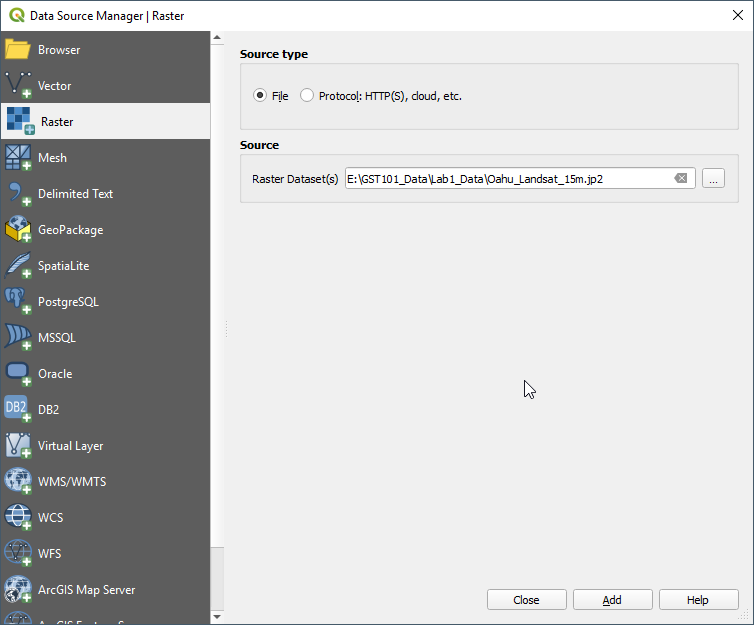 Data Source Manager | Raster
Browser
Vector
Raster
Mesh
Delimited Text
GeoPackage
SpatiaLite
PostgreSQL
MSSQL
Oracle
DB2
DB2
Virtual Layer
WMS/WMTS
WCS
WFS
ArcGIS Map Server
Source type
File
Protocol: HTTP(S), cloud, etc.
Source
Raster Dataset(s)
E:\GST101_Data\Lab1_Data\Oahu_Landsat_15m.jp2
...
Close
Add
Help